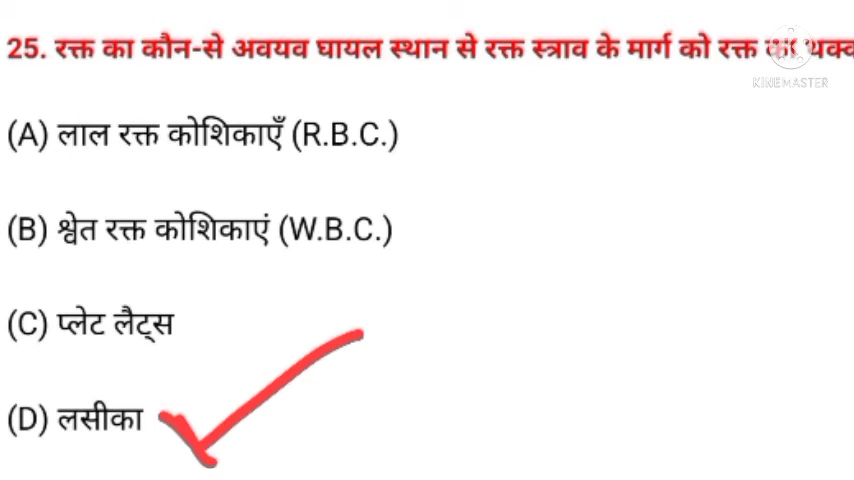 25. रक्त का कौन-से अवयव घायल स्थान से रक्त स्त्राव के मार्ग को रक्त का
KINEMASTER
(A) लाल रक्त कोशिकाएँ (R.B.C.)
(B) श्वेत रक्त कोशिकाएं (W.B.C.)
(C) प्लेट लैट्स
(D) लसीका